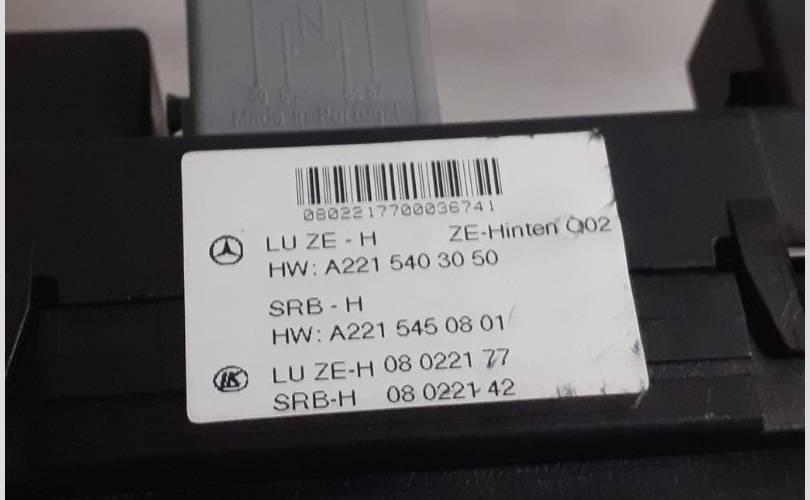 Made in Portugal
0802217700036741
LU ZE - H ZE-Hinten Q02
HW: A221 540 30 50
SRB - H
HW: A221 545 08 01
LU ZE-H 08 0221 77
SRB-H 08 0221 42